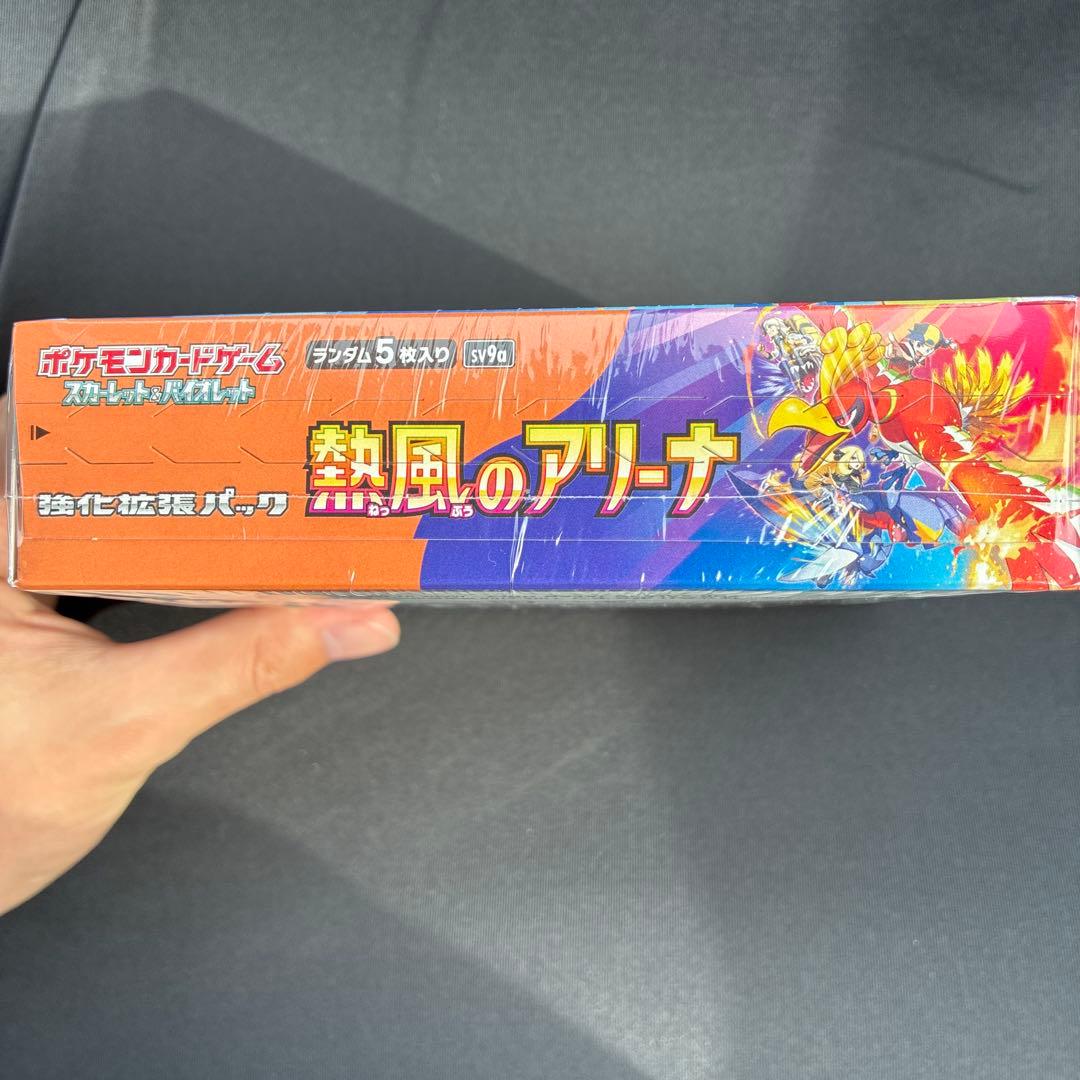 ポケモンカードゲーム
スカーレット&バイオレット
ランダム5枚入り
sv9a
強化拡張パック
熱風のアリーナ
ねっ ぷう